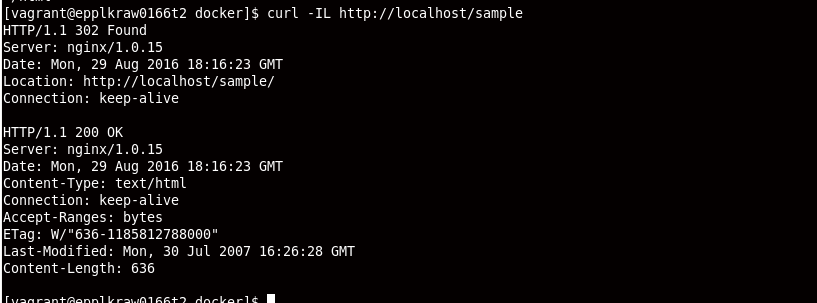 [vagrant@epplkraw0166t2 docker]$ curl -IL http://localhost/sample
HTTP/1.1 302 Found
Server: nginx/1.0.15
Date: Mon, 29 Aug 2016 18:16:23 GMT
Location: http://localhost/sample/
Connection: keep-alive

HTTP/1.1 200 OK
Server: nginx/1.0.15
Date: Mon, 29 Aug 2016 18:16:23 GMT
Content-Type: text/html
Connection: keep-alive
Accept-Ranges: bytes
ETag: W/"636-1185812788000"
Last-Modified: Mon, 30 Jul 2007 16:26:28 GMT
Content-Length: 636

[vagrant@epplkraw0166t2 docker]$